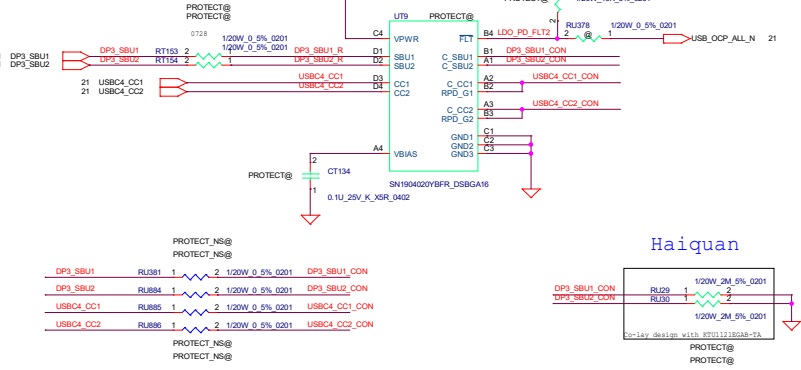 PROTECT@
PROTECT@
0728
1/20W_0_5%_0201
1/20W_0_5%_0201
DP3_SBU1 DP3_SBU1 RT153 2 1 DP3_SBU1_R
DP3_SBU2 DP3_SBU2 RT154 2 1 DP3_SBU2_R
21 USBC4_CC1 USBC4_CC1
21 USBC4_CC2 USBC4_CC2
UT9 PROTECT@
C4 VPWR FLT B4 LDO_PD_FLT2
D1 SBU1 C_SBU1 B1 DP3_SBU1_CON
D2 SBU2 C_SBU2 A1 DP3_SBU2_CON
D3 CC1 C_CC1 A2 USBC4_CC1_CON
D4 CC2 RPD_G1 B2
C_CC2 A3 USBC4_CC2_CON
RPD_G2 B3
GND1 C1
GND2 C2
GND3 C3
A4 VBIAS
SN1904020YBFR_DSBGA16
2
RU378 1/20W_0_5%_0201
2 @ 1 USB_OCP_ALL_N 21
2
PROTECT@ CT134
1
0.1U_25V_K_X5R_0402
PROTECT_NS@
PROTECT_NS@
DP3_SBU1 RU381 1 2 1/20W_0_5%_0201 DP3_SBU1_CON
DP3_SBU2 RU884 1 2 1/20W_0_5%_0201 DP3_SBU2_CON
USBC4_CC1 RU885 1 2 1/20W_0_5%_0201 USBC4_CC1_CON
USBC4_CC2 RU886 1 2 1/20W_0_5%_0201 USBC4_CC2_CON
PROTECT_NS@
PROTECT_NS@
Haiquan
1/20W_2M_5%_0201
DP3_SBU1_CON RU29 1 2
DP3_SBU2_CON RU30 1 2
1/20W_2M_5%_0201
Co-lay design with RTU1121EGAB-TA
PROTECT@
PROTECT@